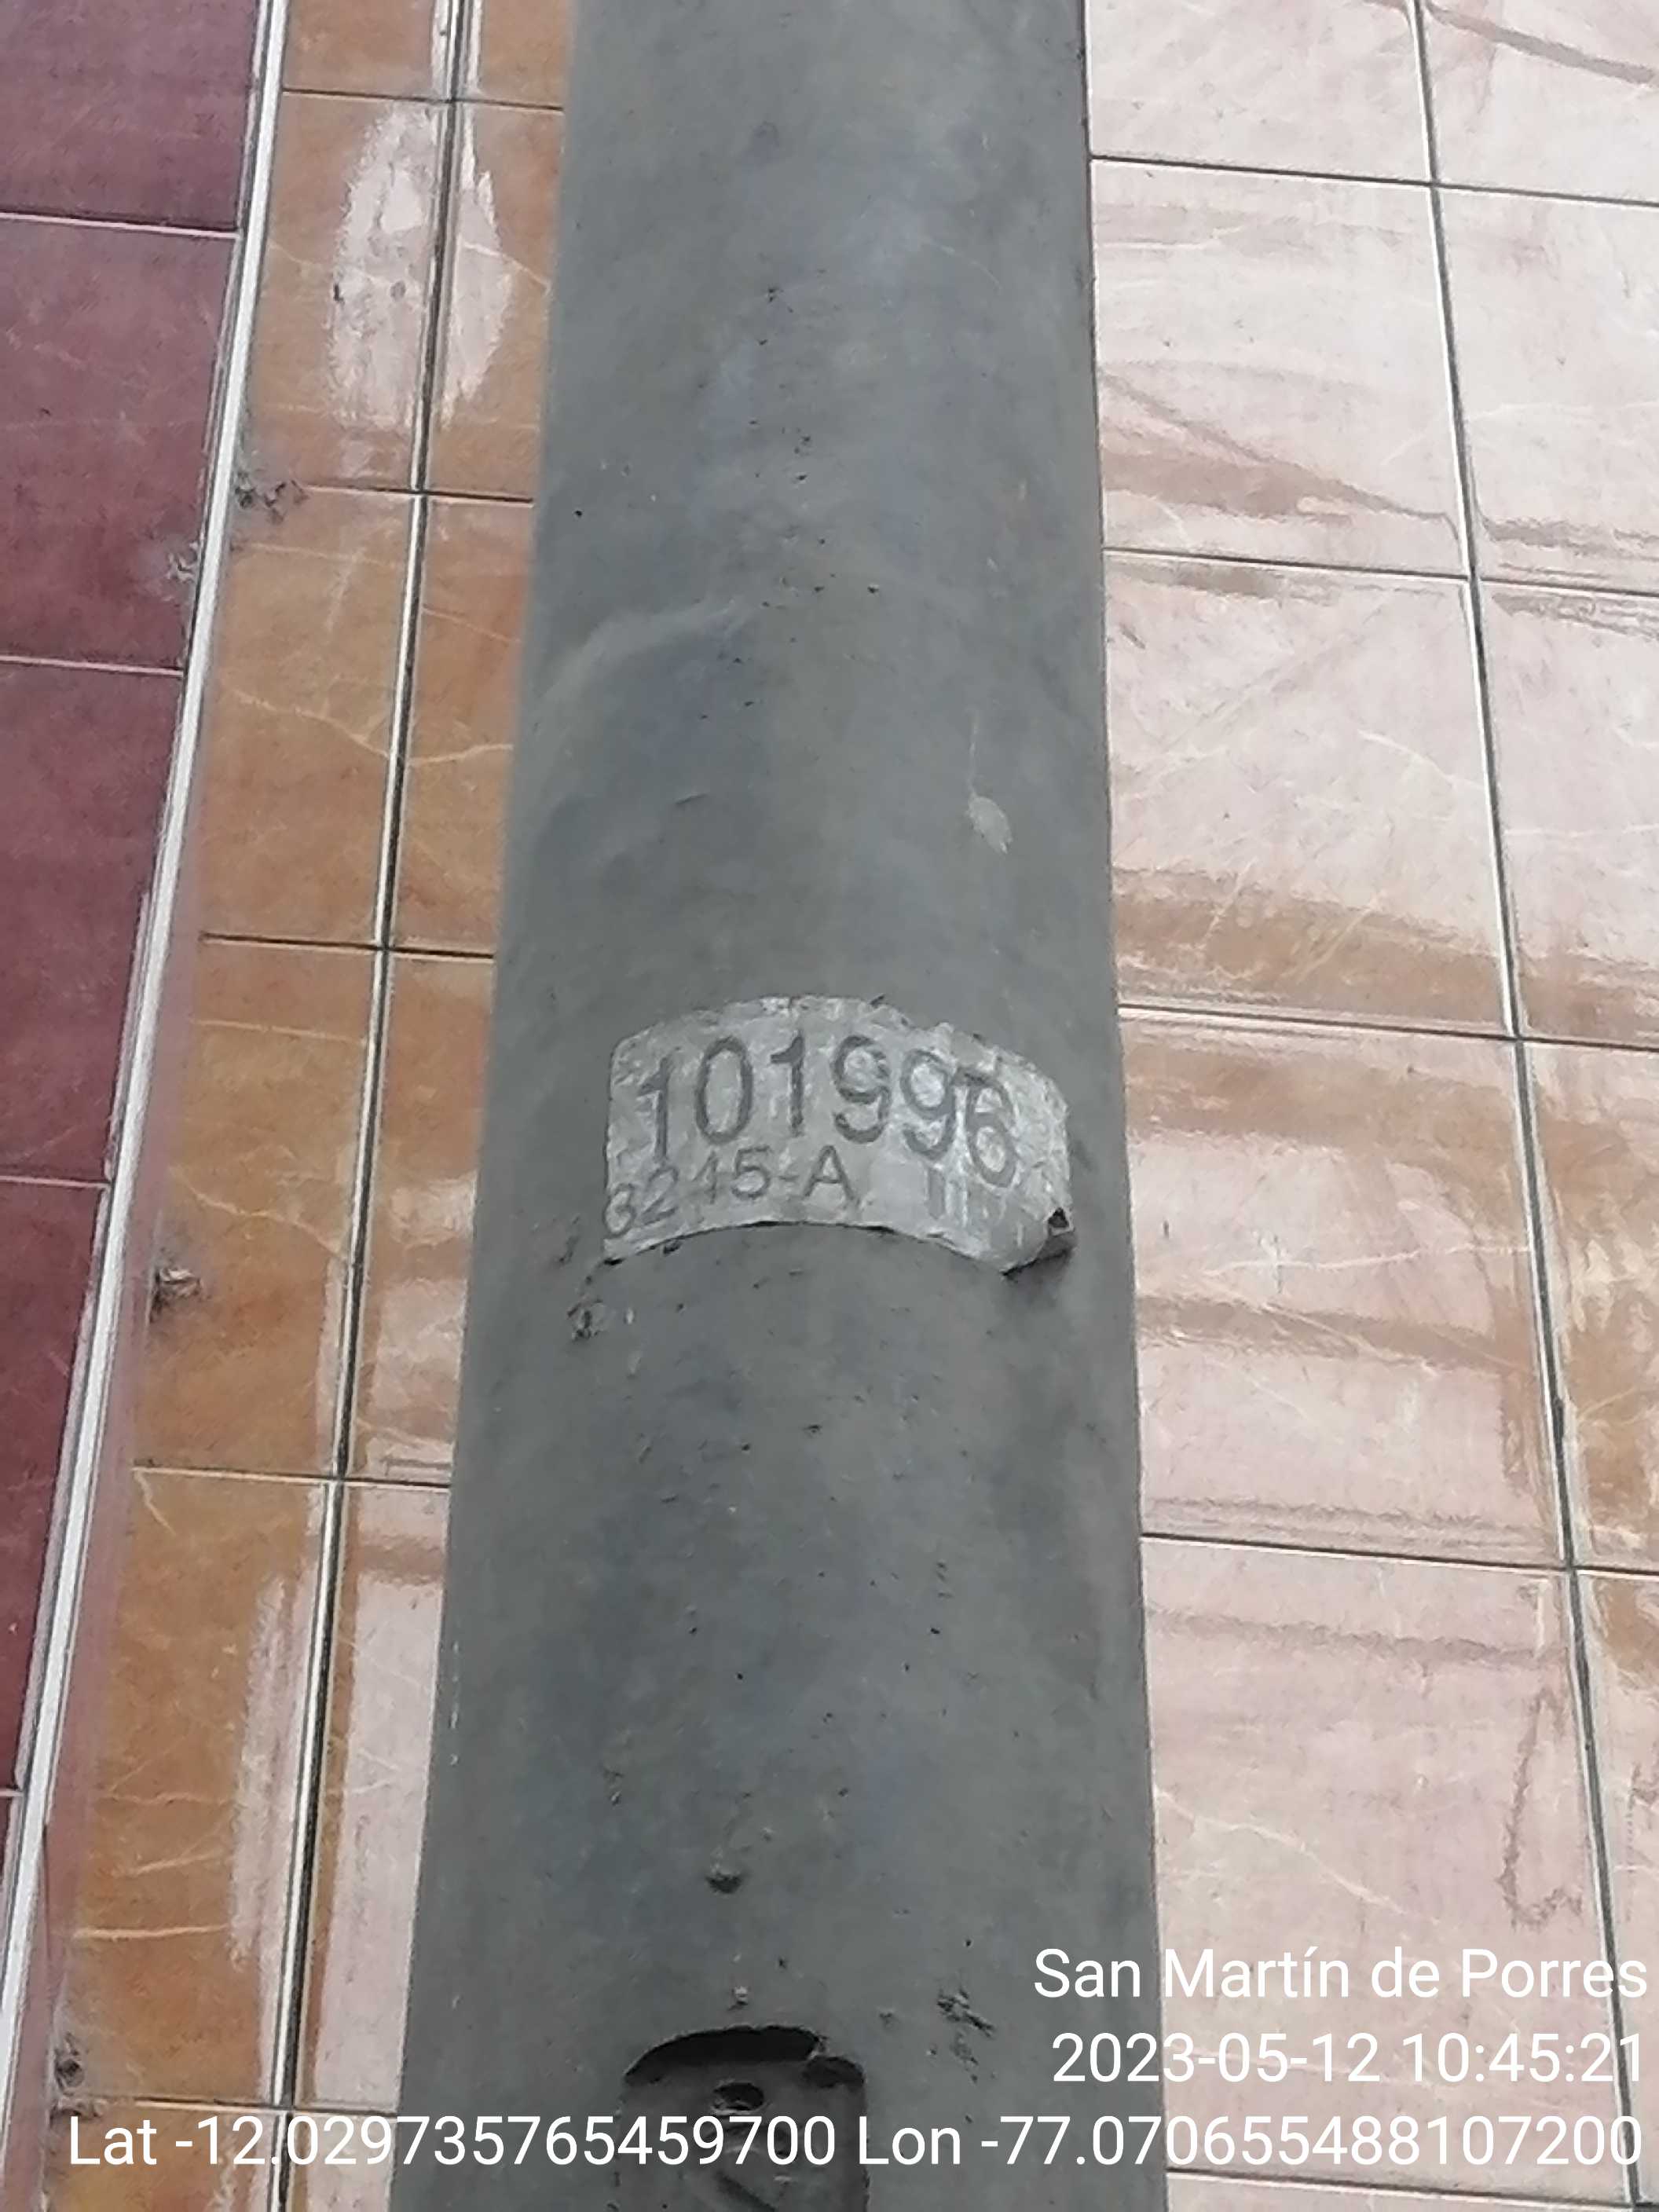 101996
3245-A
San Martín de Porres
2023-05-12 10:45:21
Lat -12.029735765459700 Lon -77.070655488107200